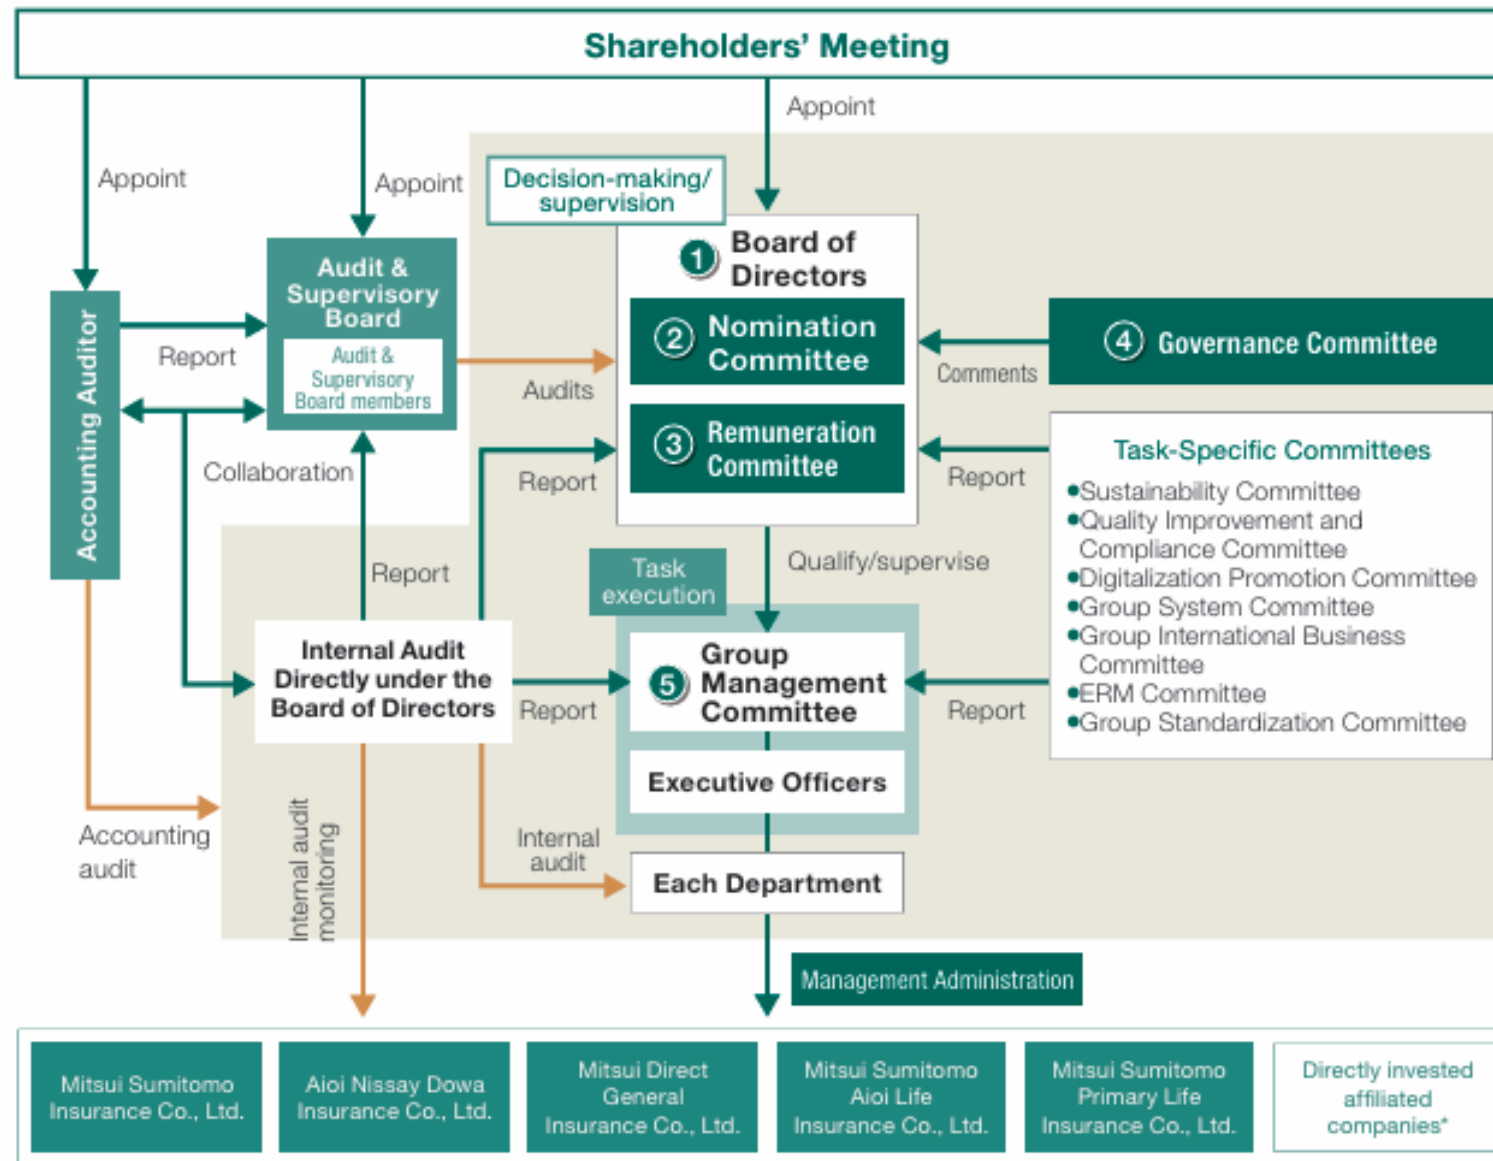 Shareholders' Meeting
Appoint
Appoint
Appoint
Decision-making/
supervision
1 Board of
Directors
Audit &
Supervisory
Board
Audit &
Supervisory
Board members
Accounting Auditor
Report
Audits
2 Nomination
Committee
Comments
4 Governance Committee
3 Remuneration
Committee
Collaboration
Report
Report
Report
Task-Specific Committees
•Sustainability Committee
•Quality Improvement and
Compliance Committee
•Digitalization Promotion Committee
•Group System Committee
•Group International Business
Committee
•ERM Committee
•Group Standardization Committee
Qualify/supervise
Task
execution
Internal Audit
Directly under the
Board of Directors
Report
5 Group
Management
Committee
Report
Executive Officers
Accounting
audit
Internal audit
monitoring
Internal
audit
Each Department
Management Administration
Mitsui Sumitomo
Insurance Co., Ltd.
Aioi Nissay Dowa
Insurance Co., Ltd.
Mitsui Direct
General
Insurance Co., Ltd.
Mitsui Sumitomo
Aioi Life
Insurance Co., Ltd.
Mitsui Sumitomo
Primary Life
Insurance Co., Ltd.
Directly invested
affiliated
companies*